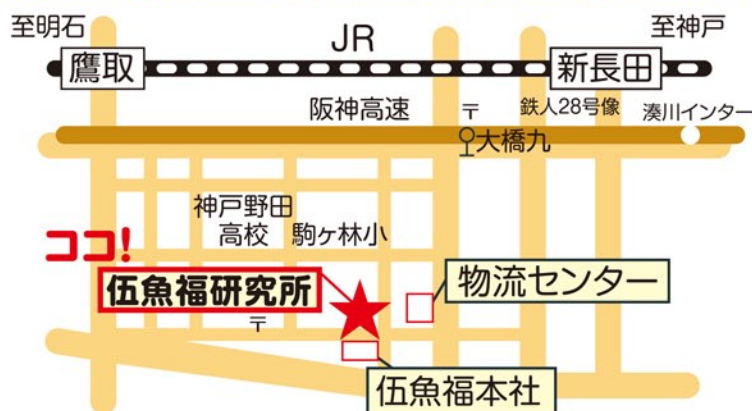 至明石
至神戸
JR
鷹取
新長田
阪神高速
〒
鉄人28号像
湊川インター
大橋九
神戸野田
高校
駒ヶ林小
ココ!
伍魚福研究所
物流センター
〒
伍魚福本社